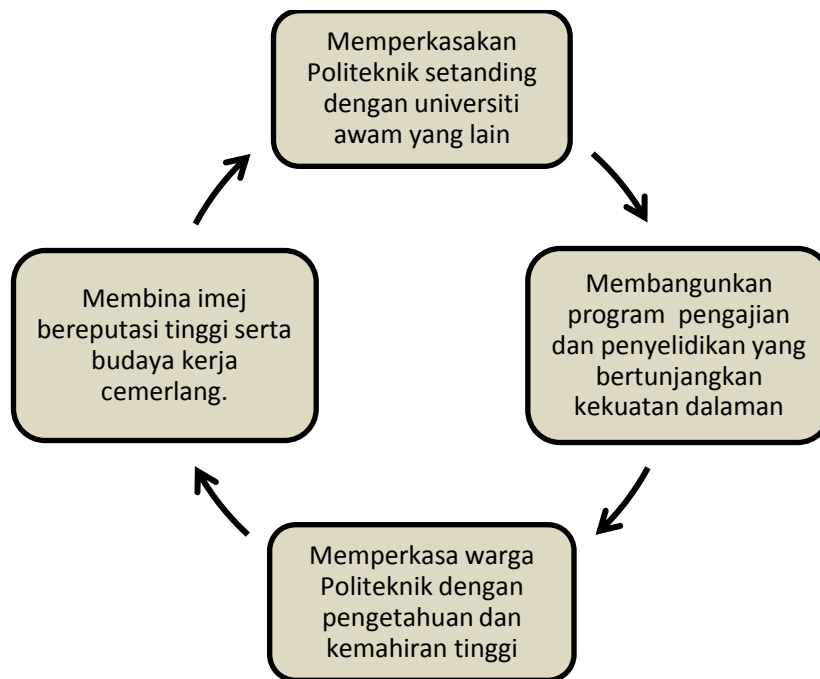 Memperkasakan
Politeknik setanding
dengan universiti
awam yang lain
Membangunkan
program pengajian
dan penyelidikan yang
bertunjangkan
kekuatan dalaman
Memperkasa warga
Politeknik dengan
pengetahuan dan
kemahiran tinggi
Membina imej
bereputasi tinggi serta
budaya kerja
cemerlang.